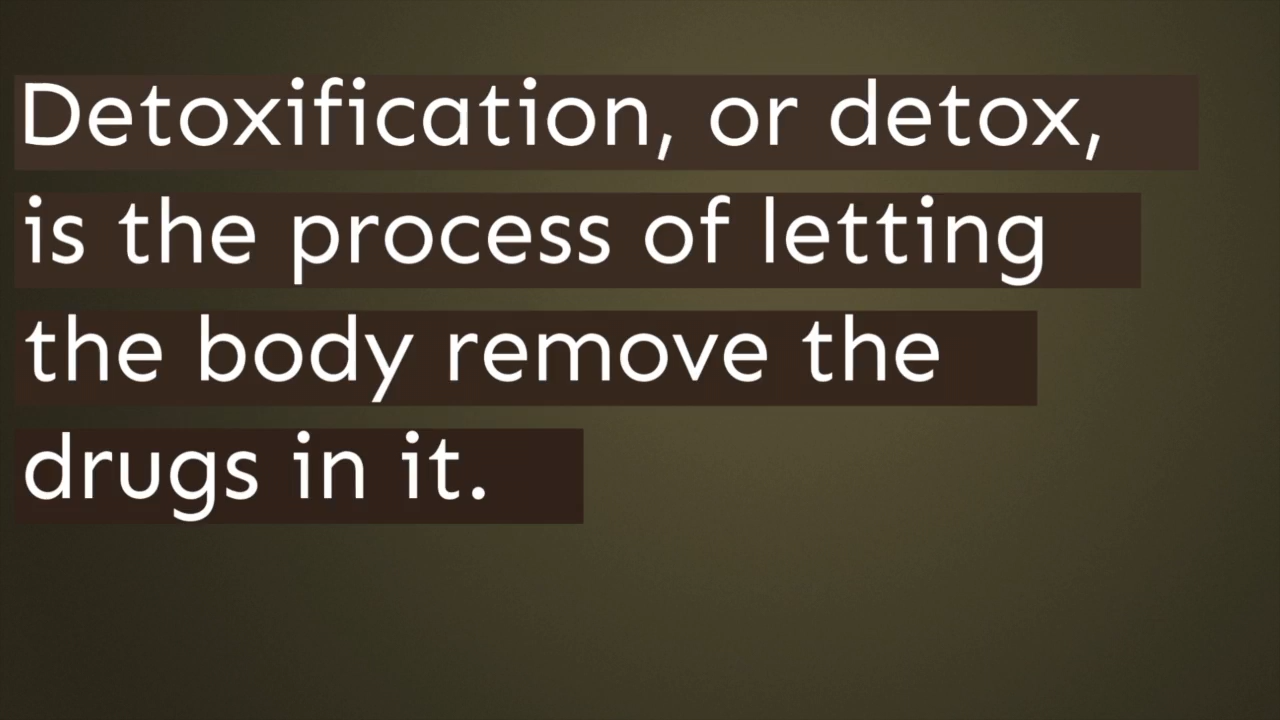 Detoxification, or detox,
is the process of letting
the body remove the
drugs in it.